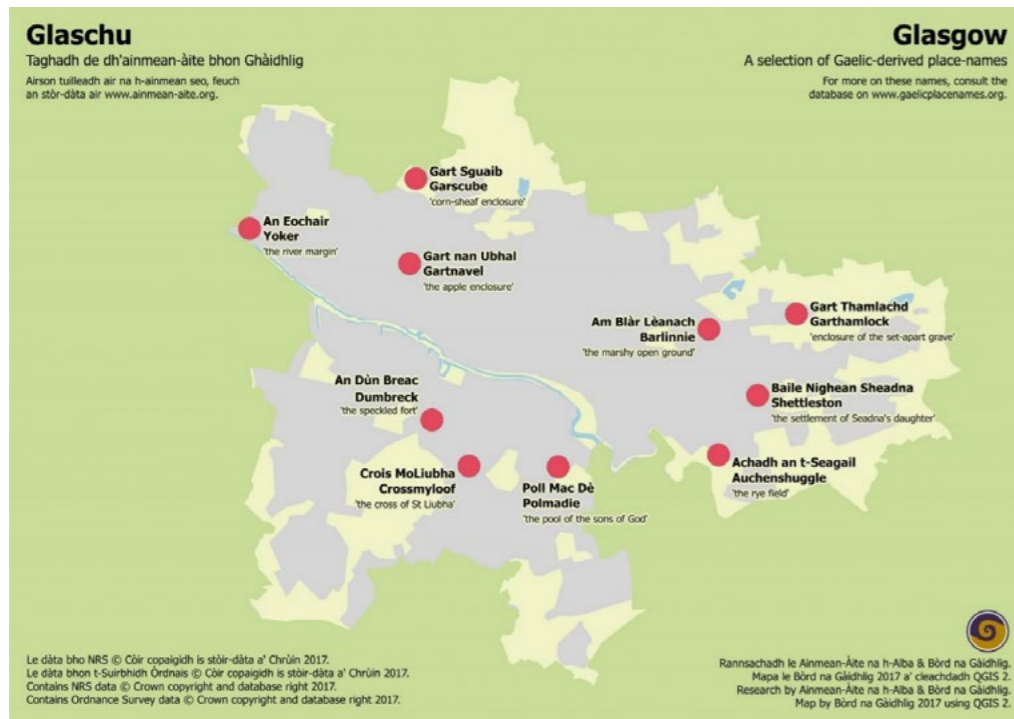 Glaschu
Taghadh de dh'ainmean-àite bhon Ghàidhlig
Airson tuilleadh air na h-ainmean seo, feuch
an stòr-dàta air www.ainmean-aite.org.
Glasgow
A selection of Gaelic-derived place-names
For more on these names, consult the
database on www.gaelicplacenames.org.
Gart Sguaib
Garscube
'corn-sheaf enclosure'
An Eochair
Yoker
'the river margin'
Gart nan Ubhal
Gartnavel
'the apple enclosure'
Gart Thamlachd
Garthamlock
'enclosure of the set-apart grave'
Am Blàr Lèanach
Barlinnie
'the marshy open ground'
An Dùn Breac
Dumbreck
'the speckled fort'
Baile Nighean Sheadna
Shettleston
'the settlement of Seadna's daughter'
Achadh an t-Seagail
Auchenshuggle
'the rye field'
Crois MoLiubha
Crossmyloof
'the cross of St Liubha'
Poll Mac Dè
Polmadie
'the pool of the sons of God'
Le dàta bho NRS © Còir copaigidh is stòir-dàta a' Chrùin 2017.
Le dàta bhon t-Suirbhidh Òrdnais © Còir copaigidh is stòir-dàta a' Chrùin 2017.
Contains NRS data © Crown copyright and database right 2017.
Contains Ordnance Survey data © Crown copyright and database right 2017.
Rannsachadh le Ainmean-Àite na h-Alba & Bòrd na Gàidhlig.
Mapa le Bòrd na Gàidhlig 2017 a' cleachdadh QGIS 2.
Research by Ainmean-Àite na h-Alba & Bòrd na Gàidhlig.
Map by Bòrd na Gàidhlig 2017 using QGIS 2.